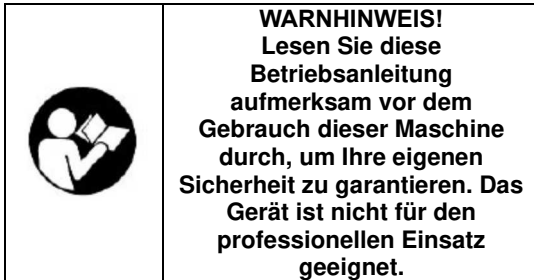 WARNHINWEIS!
Lesen Sie diese
Betriebsanleitung
aufmerksam vor dem
Gebrauch dieser Maschine
durch, um Ihre eigenen
Sicherheit zu garantieren. Das
Gerät ist nicht für den
professionellen Einsatz
geeignet.